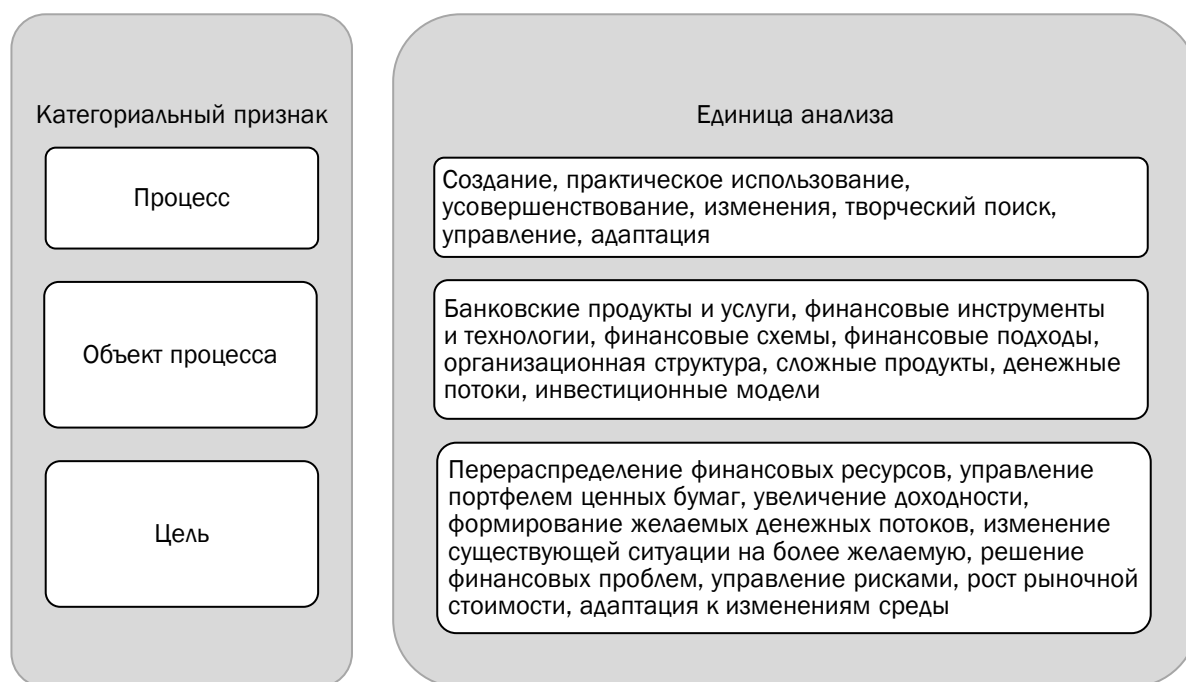 Категориальный признак
Единица анализа
Процесс
Создание, практическое использование,
усовершенствование, изменения, творческий поиск,
управление, адаптация
Объект процесса
Банковские продукты и услуги, финансовые инструменты
и технологии, финансовые схемы, финансовые подходы,
организационная структура, сложные продукты, денежные
потоки, инвестиционные модели
Цель
Перераспределение финансовых ресурсов, управление
портфелем ценных бумаг, увеличение доходности,
формирование желаемых денежных потоков, изменение
существующей ситуации на более желаемую, решение
финансовых проблем, управление рисками, рост рыночной
стоимости, адаптация к изменениям среды